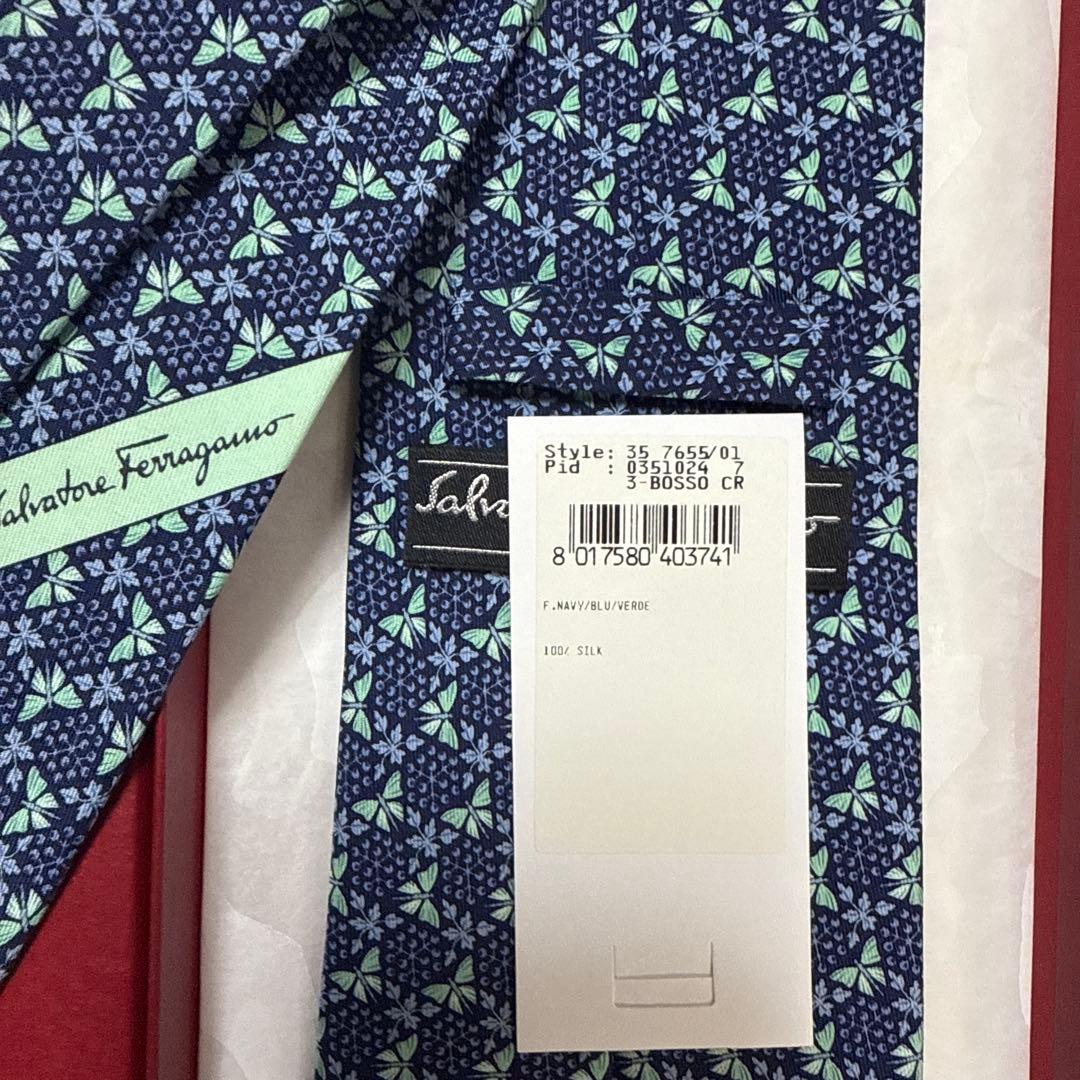 Salvatore Ferragamo
Salva
o
Style: 35 7655/01
Pid : 0351024 7
3-BOSSO CR
8 017580 403741
F.NAVY/BLU/VERDE
100% SILK